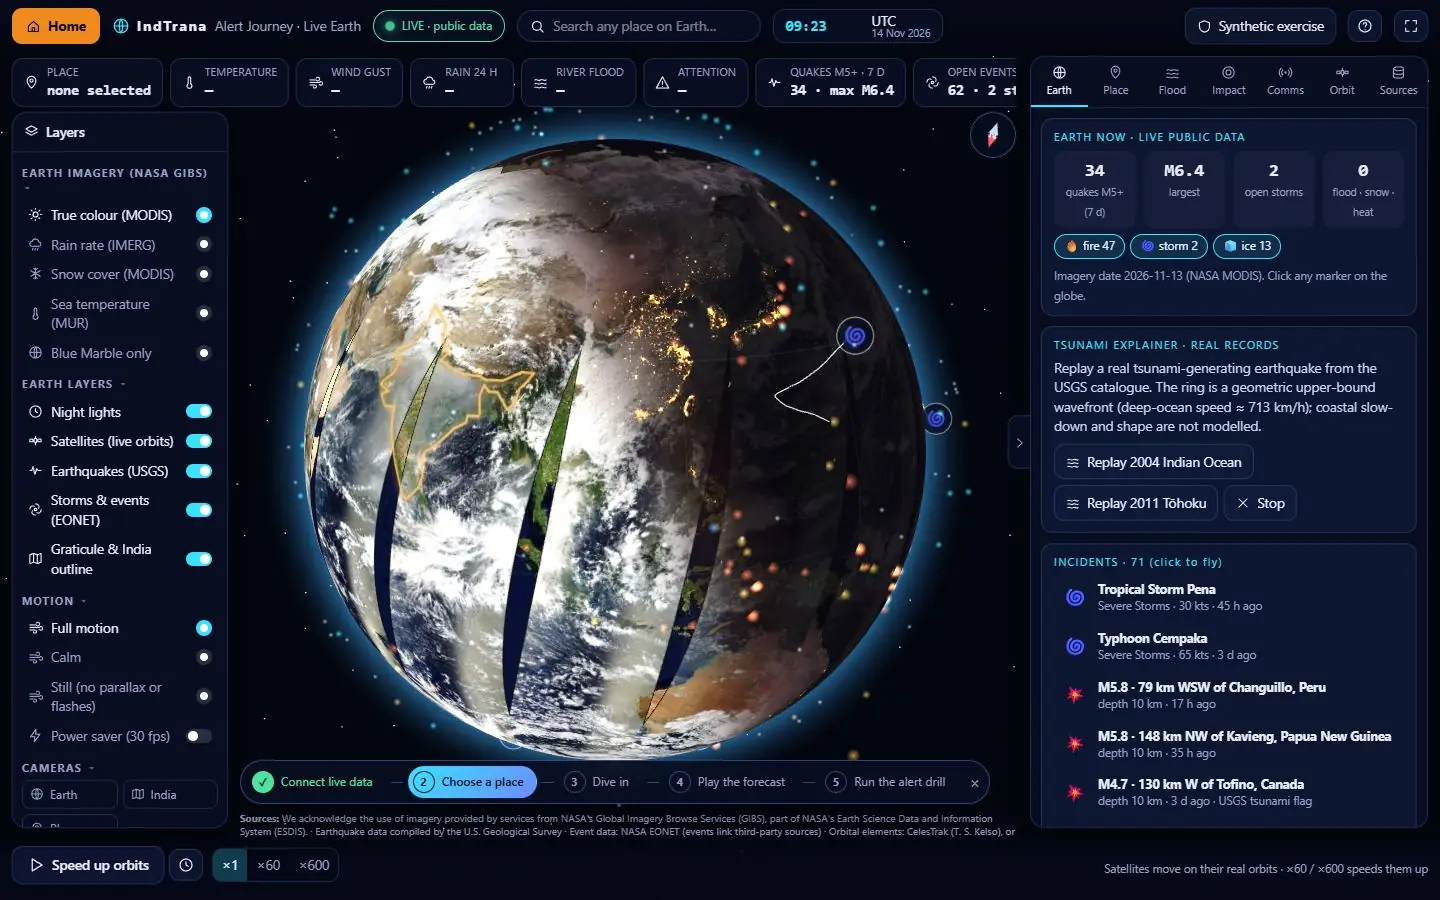 Home
IndTrana Alert Journey · Live Earth
LIVE · public data
Search any place on Earth...
09:23
UTC
14 Nov 2026
Synthetic exercise
PLACE
none selected
TEMPERATURE
—
WIND GUST
—
RAIN 24 H
—
RIVER FLOOD
—
ATTENTION
—
QUAKES M5+ · 7 D
34 · max M6.4
OPEN EVENTS
62 · 2 st
Layers
EARTH IMAGERY (NASA GIBS)
True colour (MODIS)
Rain rate (IMERG)
Snow cover (MODIS)
Sea temperature
(MUR)
Blue Marble only
EARTH LAYERS
Night lights
Satellites (live orbits)
Earthquakes (USGS)
Storms & events
(EONET)
Graticule & India
outline
MOTION
Full motion
Calm
Still (no parallax or
flashes)
Power saver (30 fps)
CAMERAS
Earth
India
Connect live data
2 Choose a place
3 Dive in
4 Play the forecast
5 Run the alert drill
×
Sources: We acknowledge the use of imagery provided by services from NASA's Global Imagery Browse Services (GIBS), part of NASA's Earth Science Data and Information
System (ESDIS). · Earthquake data compiled by the U.S. Geological Survey · Event data: NASA EONET (events link third-party sources) · Orbital elements: CelesTrak (T. S. Kelso), or
Speed up orbits
×1
×60
×600
Satellites move on their real orbits · ×60 / ×600 speeds them up
Earth
Place
Flood
Impact
Comms
Orbit
Sources
EARTH NOW · LIVE PUBLIC DATA
34
quakes M5+
(7 d)
M6.4
largest
2
open storms
0
flood · snow ·
heat
fire 47
storm 2
ice 13
Imagery date 2026-11-13 (NASA MODIS). Click any marker on the
globe.
TSUNAMI EXPLAINER · REAL RECORDS
Replay a real tsunami-generating earthquake from the
USGS catalogue. The ring is a geometric upper-bound
wavefront (deep-ocean speed ≈ 713 km/h); coastal slow-
down and shape are not modelled.
Replay 2004 Indian Ocean
Replay 2011 Tōhoku
Stop
INCIDENTS · 71 (click to fly)
Tropical Storm Pena
Severe Storms · 30 kts · 45 h ago
Typhoon Cempaka
Severe Storms · 65 kts · 3 d ago
M5.8 · 79 km WSW of Changuillo, Peru
depth 10 km · 17 h ago
M5.8 · 148 km NW of Kavieng, Papua New Guinea
depth 10 km · 35 h ago
M4.7 · 130 km W of Tofino, Canada
depth 10 km · 3 d ago · USGS tsunami flag